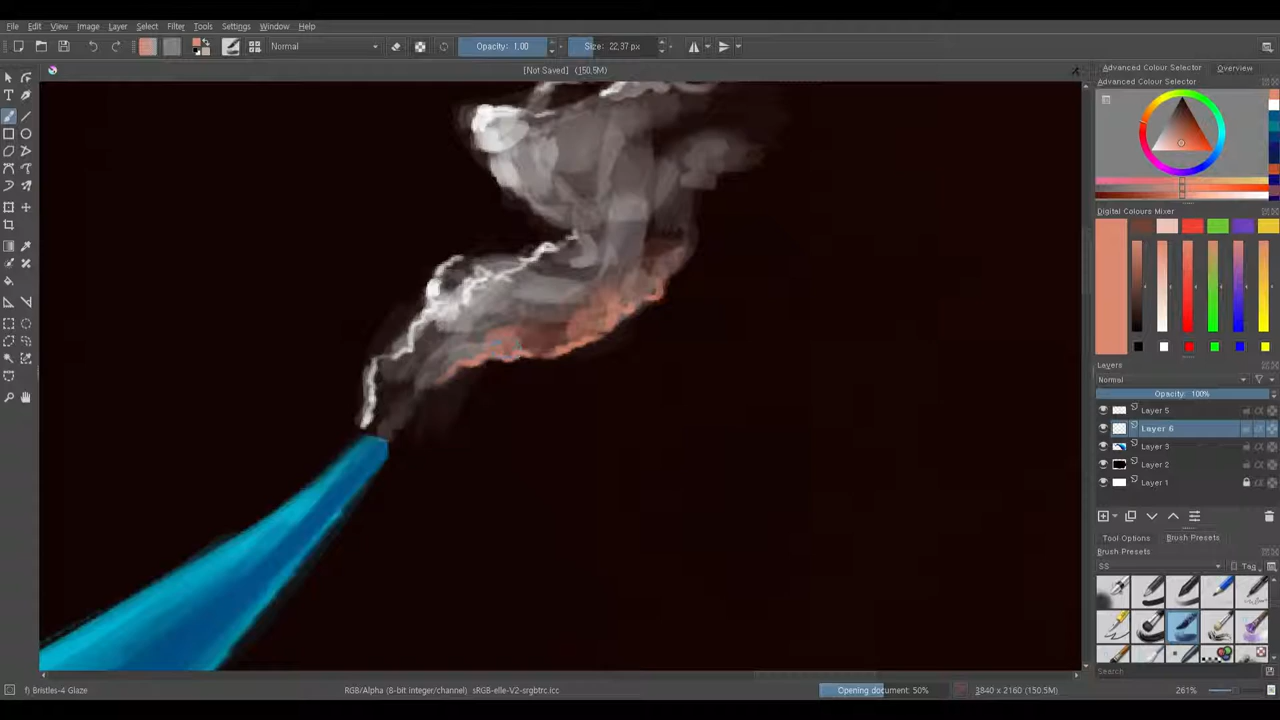 File Edit View Image Layer Select Filter Tools Settings Window Help
Normal Opacity: 1.00 Size: 22.37 px
[Not Saved] (150.5M)
Advanced Colour Selector Overview
Advanced Colour Selector
Digital Colours Mixer
Layers
Normal
Opacity: 100%
Layer 5
Layer 6
Layer 3
Layer 2
Layer 1
Tool Options Brush Presets
Brush Presets
SS Tag
Search
f) Bristles-4 Glaze RGB/Alpha (8-bit integer/channel) sRGB-elle-V2-srgbtrc.icc Opening document: 50% 3840 x 2160 (150.5M) 261%